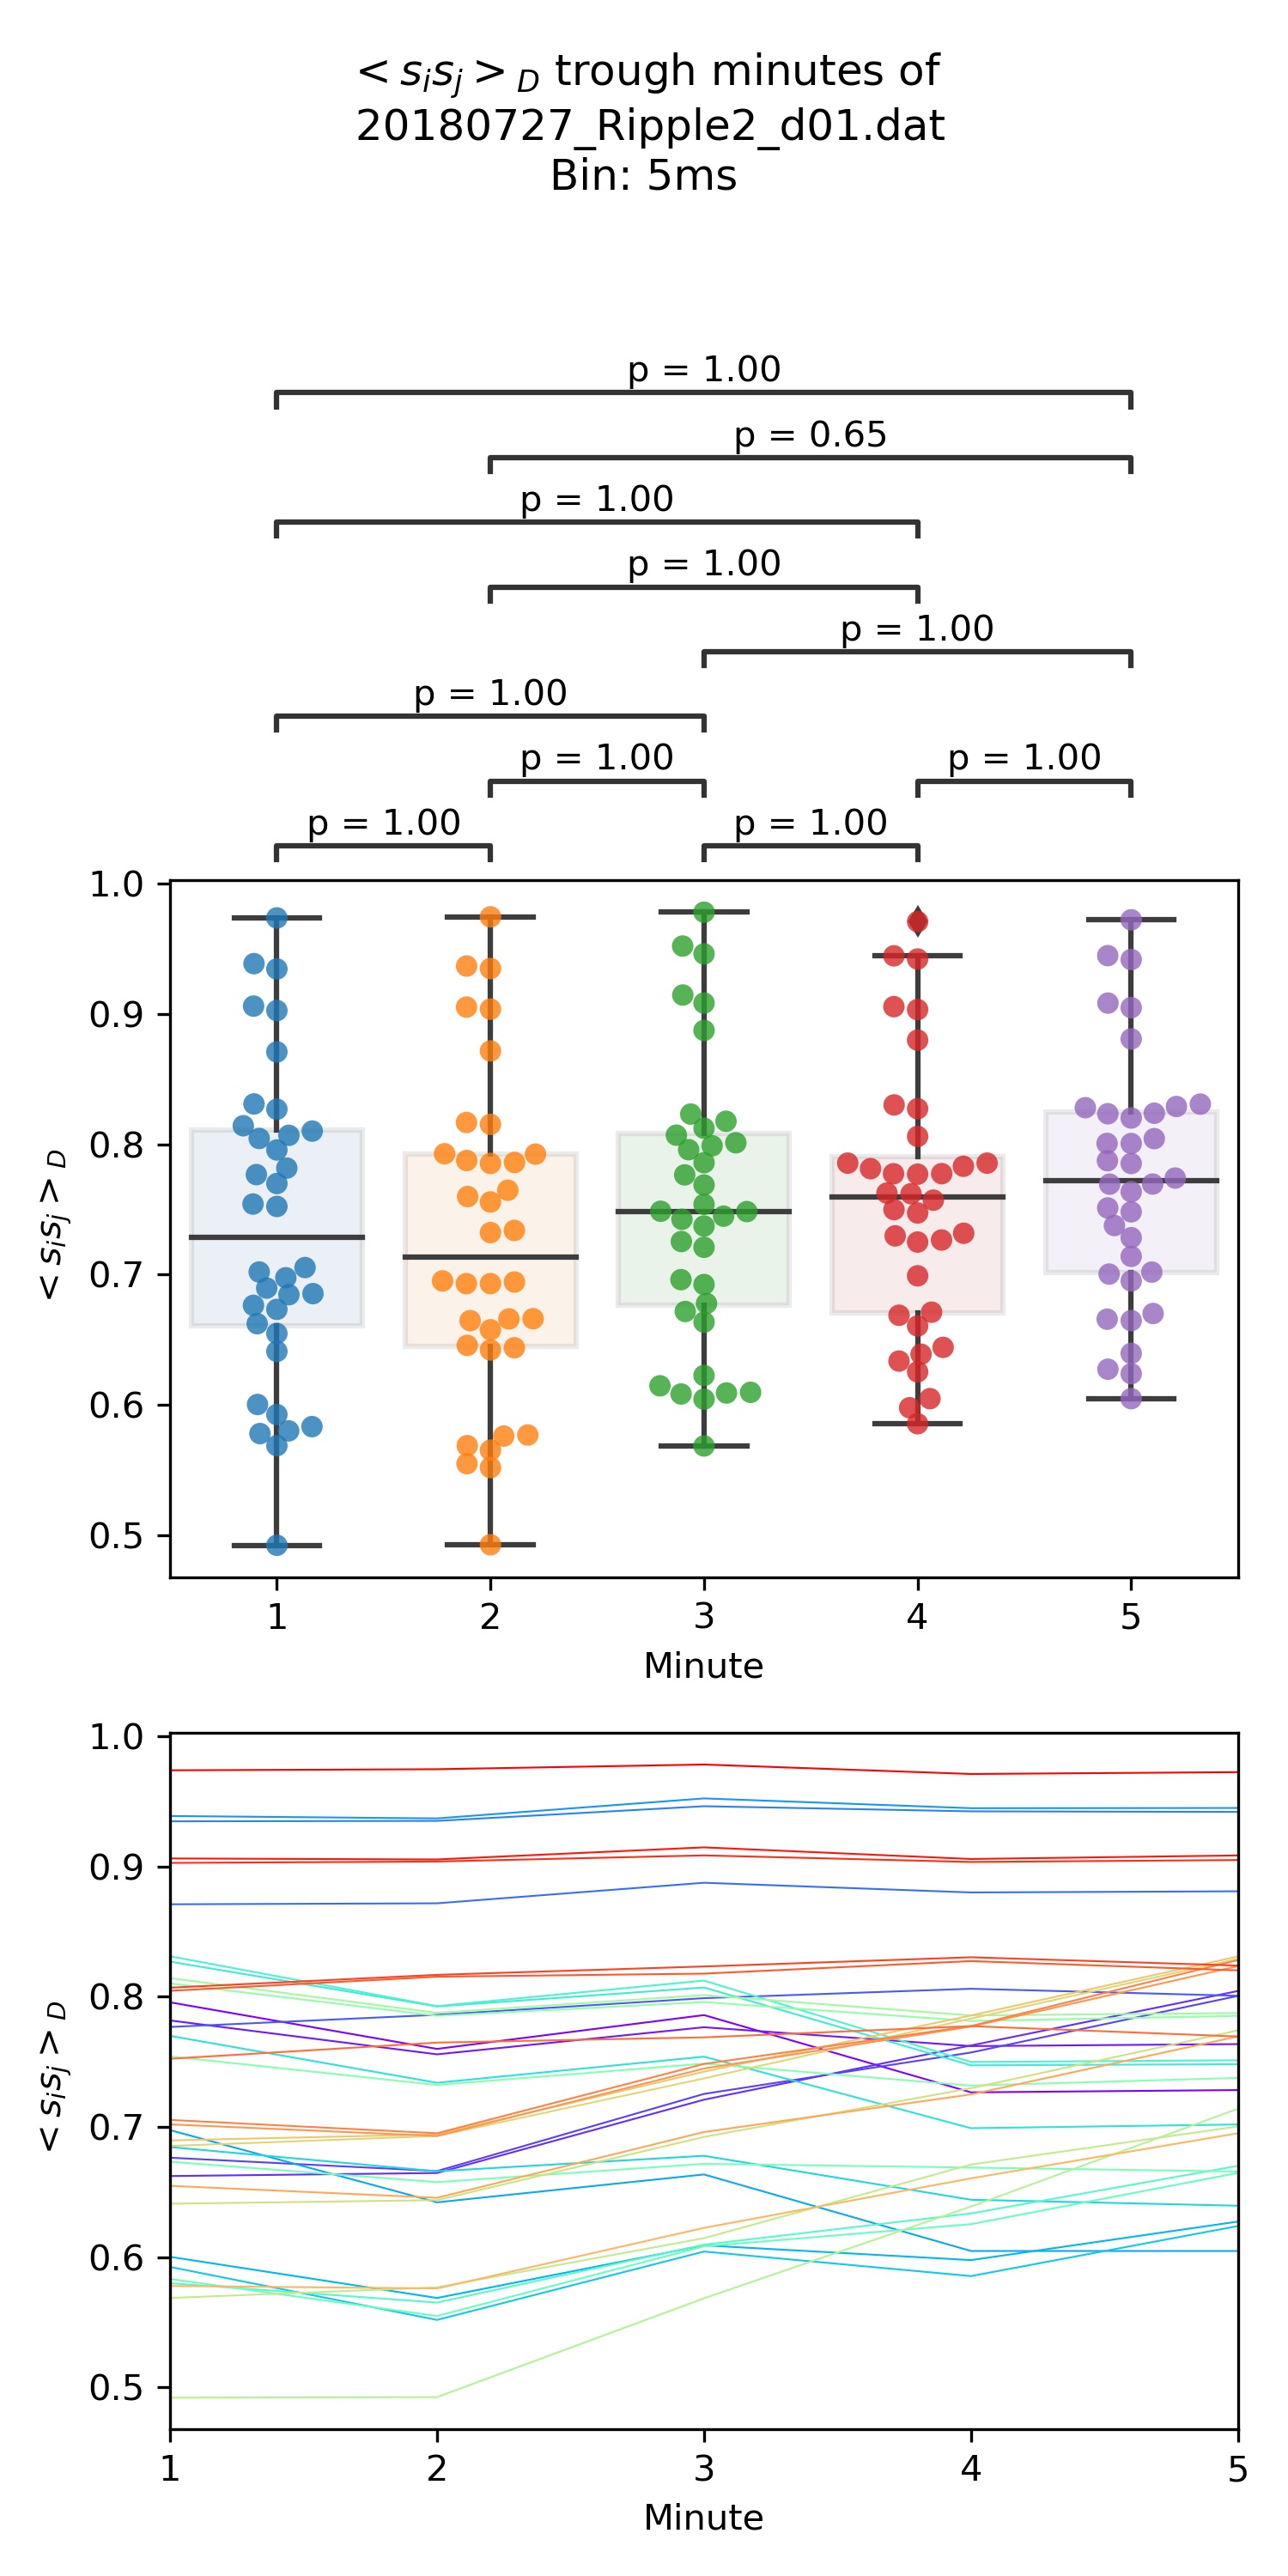 < s_i s_j >_D trough minutes of
20180727_Ripple2_d01.dat
Bin: 5ms
p = 1.00
p = 0.65
p = 1.00
p = 1.00
p = 1.00
p = 1.00
p = 1.00 p = 1.00
p = 1.00 p = 1.00
1.0
0.9
0.8
0.7
0.6
0.5
< s_i s_j >_D
1 2 3 4 5
Minute
1.0
0.9
0.8
0.7
0.6
0.5
< s_i s_j >_D
1 2 3 4 5
Minute